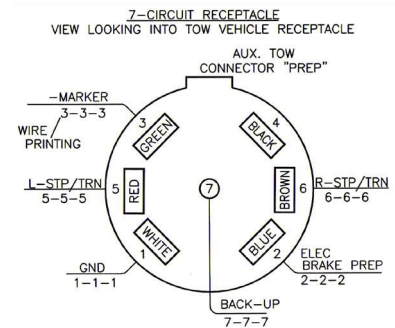 7-CIRCUIT RECEPTACLE
VIEW LOOKING INTO TOW VEHICLE RECEPTACLE
AUX. TOW
CONNECTOR "PREP"
-MARKER
3-3-3
WIRE
PRINTING
3
GREEN
4
BLACK
L-STP/TRN
5-5-5
5
RED
7
BROWN
6
R-STP/TRN
6-6-6
WHITE
1
BLUE
2
GND
1-1-1
ELEC
BRAKE PREP
2-2-2
BACK-UP
7-7-7